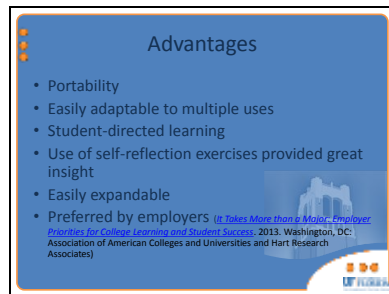 Advantages
• Portability
• Easily adaptable to multiple uses
• Student-directed learning
• Use of self-reflection exercises provided great
insight
• Easily expandable
• Preferred by employers (It Takes More than a Major: Employer
Priorities for College Learning and Student Success. 2013. Washington, DC:
Association of American Colleges and Universities and Hart Research
Associates)
UF FLORIDA